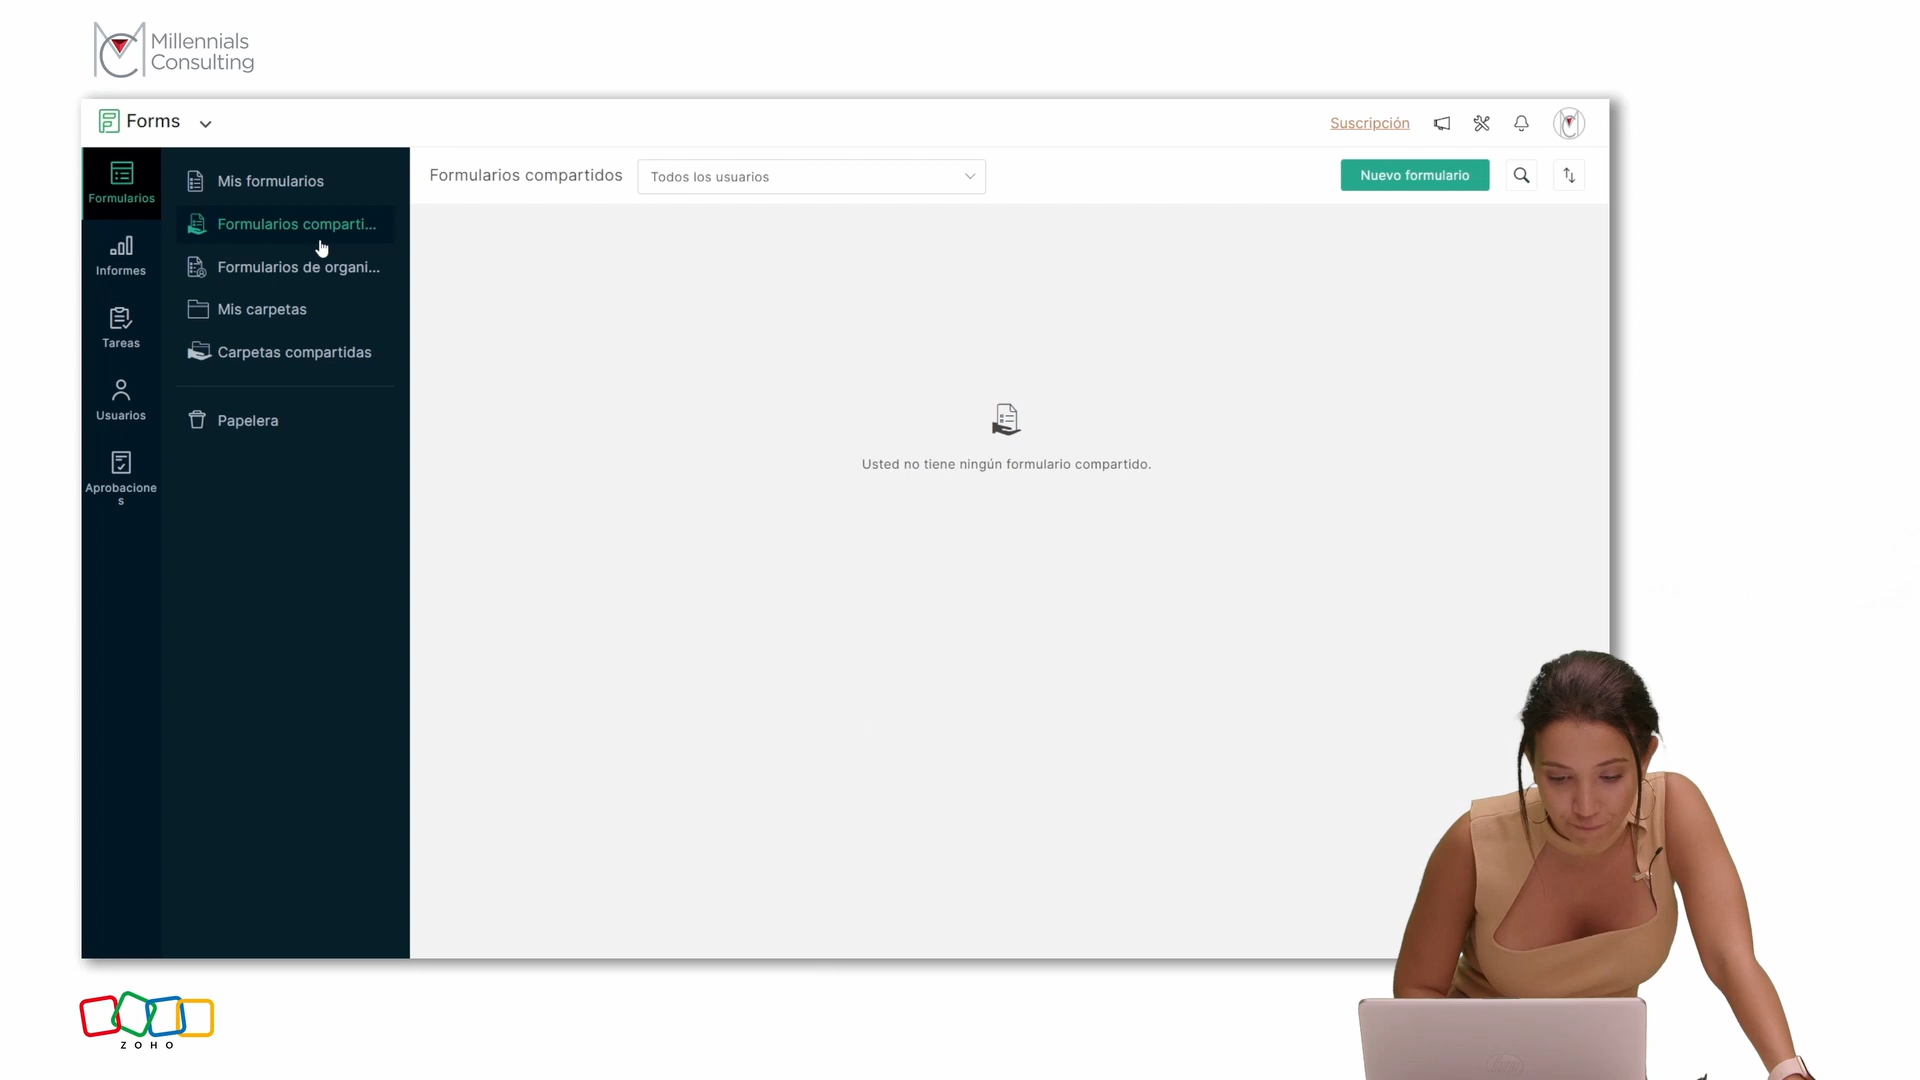 Millennials
Consulting
Forms
Suscripción
Formularios
Mis formularios
Formularios comparti...
Formularios de organi...
Mis carpetas
Carpetas compartidas
Papelera
Informes
Tareas
Usuarios
Aprobacione
s
Formularios compartidos
Todos los usuarios
Nuevo formulario
Usted no tiene ningún formulario compartido.
ZOHO